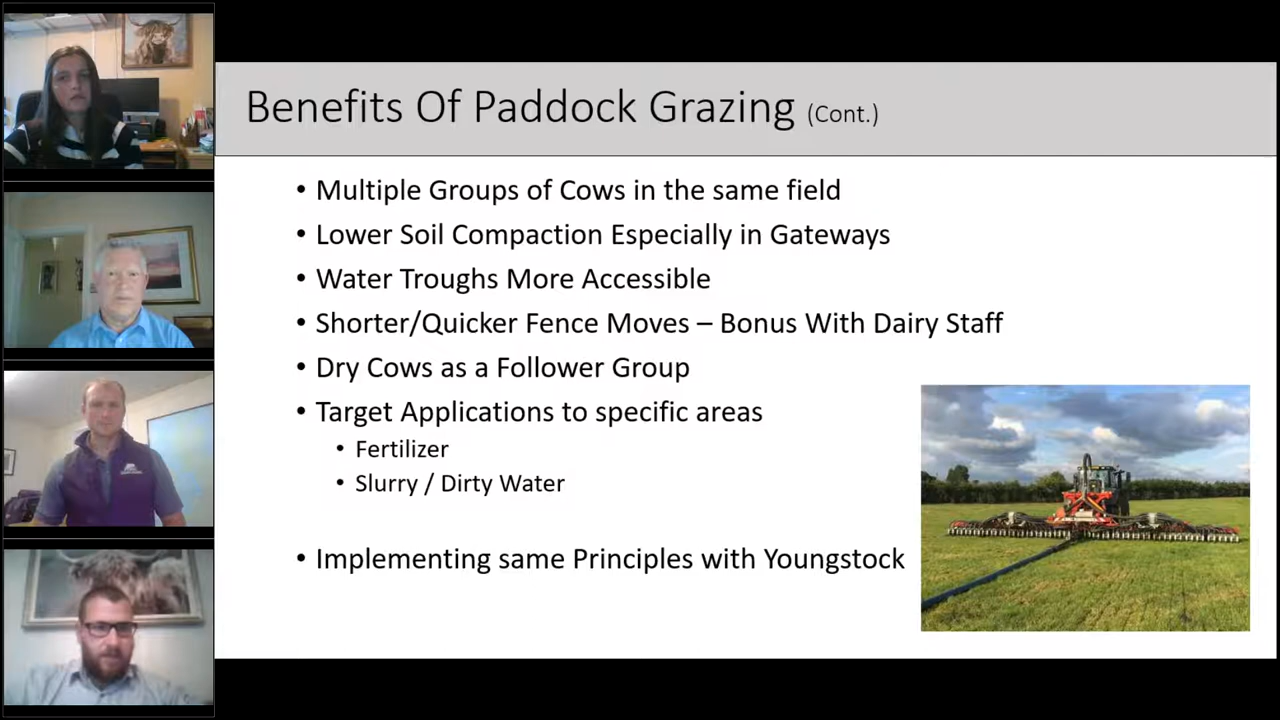 Benefits Of Paddock Grazing (Cont.)
• Multiple Groups of Cows in the same field
• Lower Soil Compaction Especially in Gateways
• Water Troughs More Accessible
• Shorter/Quicker Fence Moves – Bonus With Dairy Staff
• Dry Cows as a Follower Group
• Target Applications to specific areas
• Fertilizer
• Slurry / Dirty Water
• Implementing same Principles with Youngstock